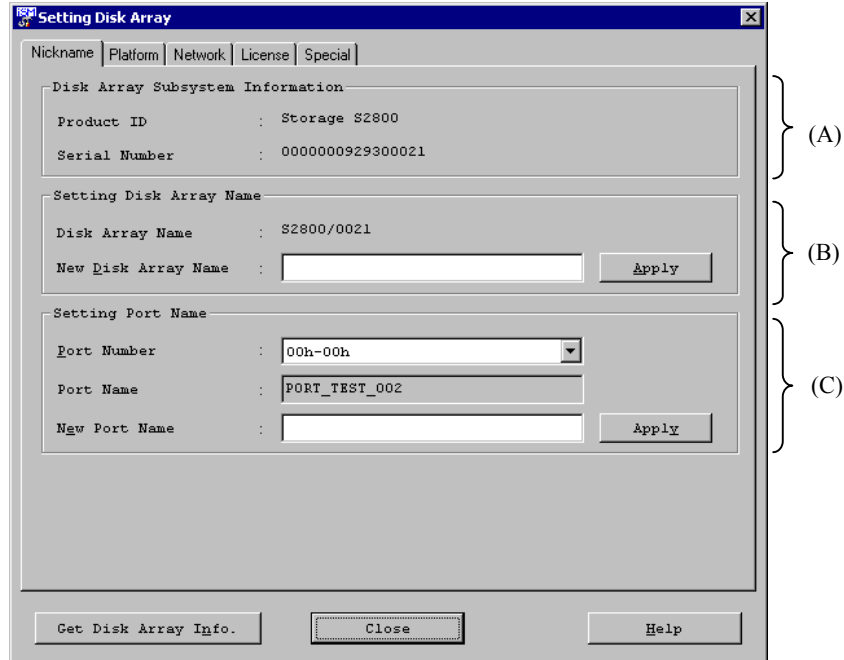 Setting Disk Array
Nickname Platform Network License Special
Disk Array Subsystem Information
Product ID : Storage S2800
Serial Number : 0000000929300021
(A)
Setting Disk Array Name
Disk Array Name : S2800/0021
New Disk Array Name : Apply
(B)
Setting Port Name
Port Number : 00h-00h
Port Name : PORT_TEST_002
(C)
New Port Name : Apply
Get Disk Array Info. Close Help